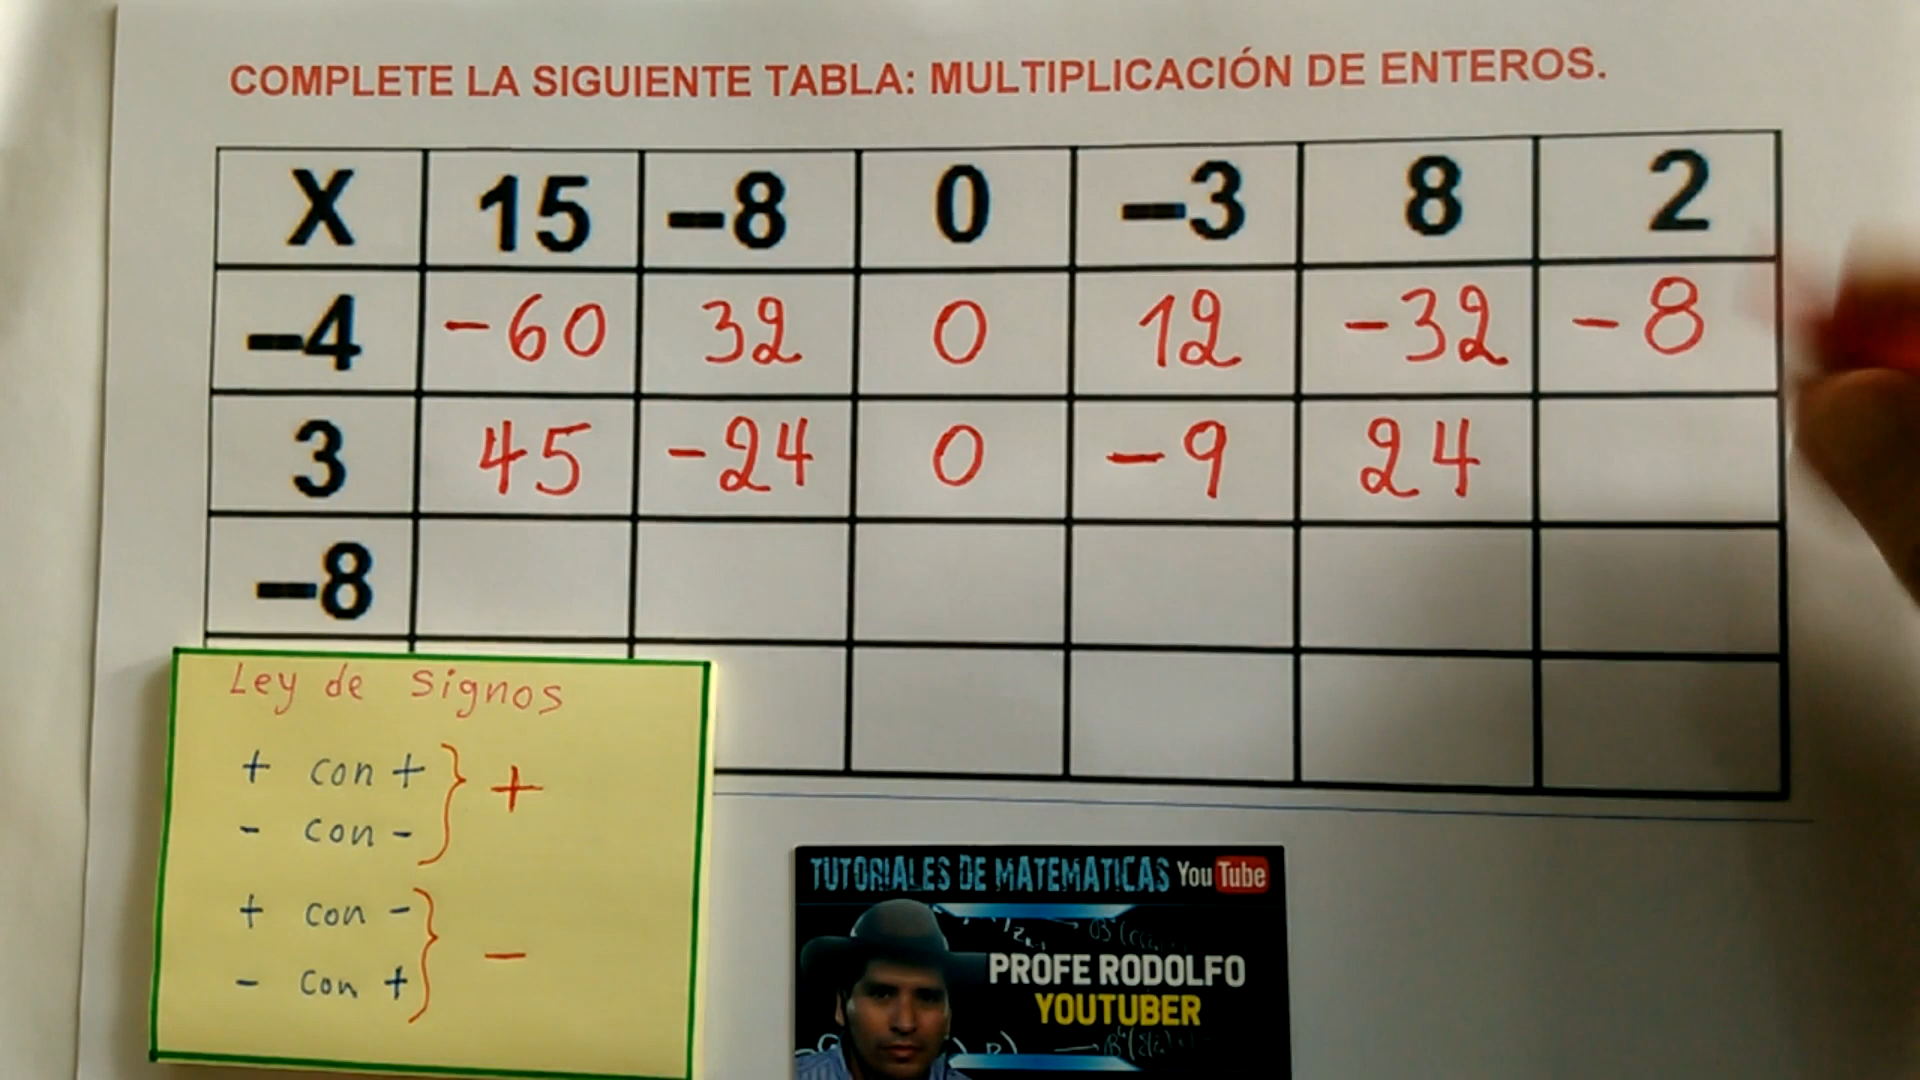 COMPLETE LA SIGUIENTE TABLA: MULTIPLICACIÓN DE ENTEROS.
X 15 –8 0 –3 8 2
–4 -60 32 0 12 -32 -8
3 45 -24 0 -9 24
–8
Ley de signos
+ con + } +
- con -
+ con - } -
- con +
TUTORIALES DE MATEMATICAS YouTube
PROFE RODOLFO
YOUTUBER